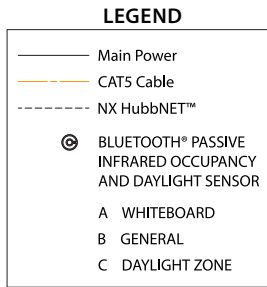 LEGEND
Main Power
CAT5 Cable
NX HubbNET™
BLUETOOTH® PASSIVE
INFRARED OCCUPANCY
AND DAYLIGHT SENSOR
A WHITEBOARD
B GENERAL
C DAYLIGHT ZONE